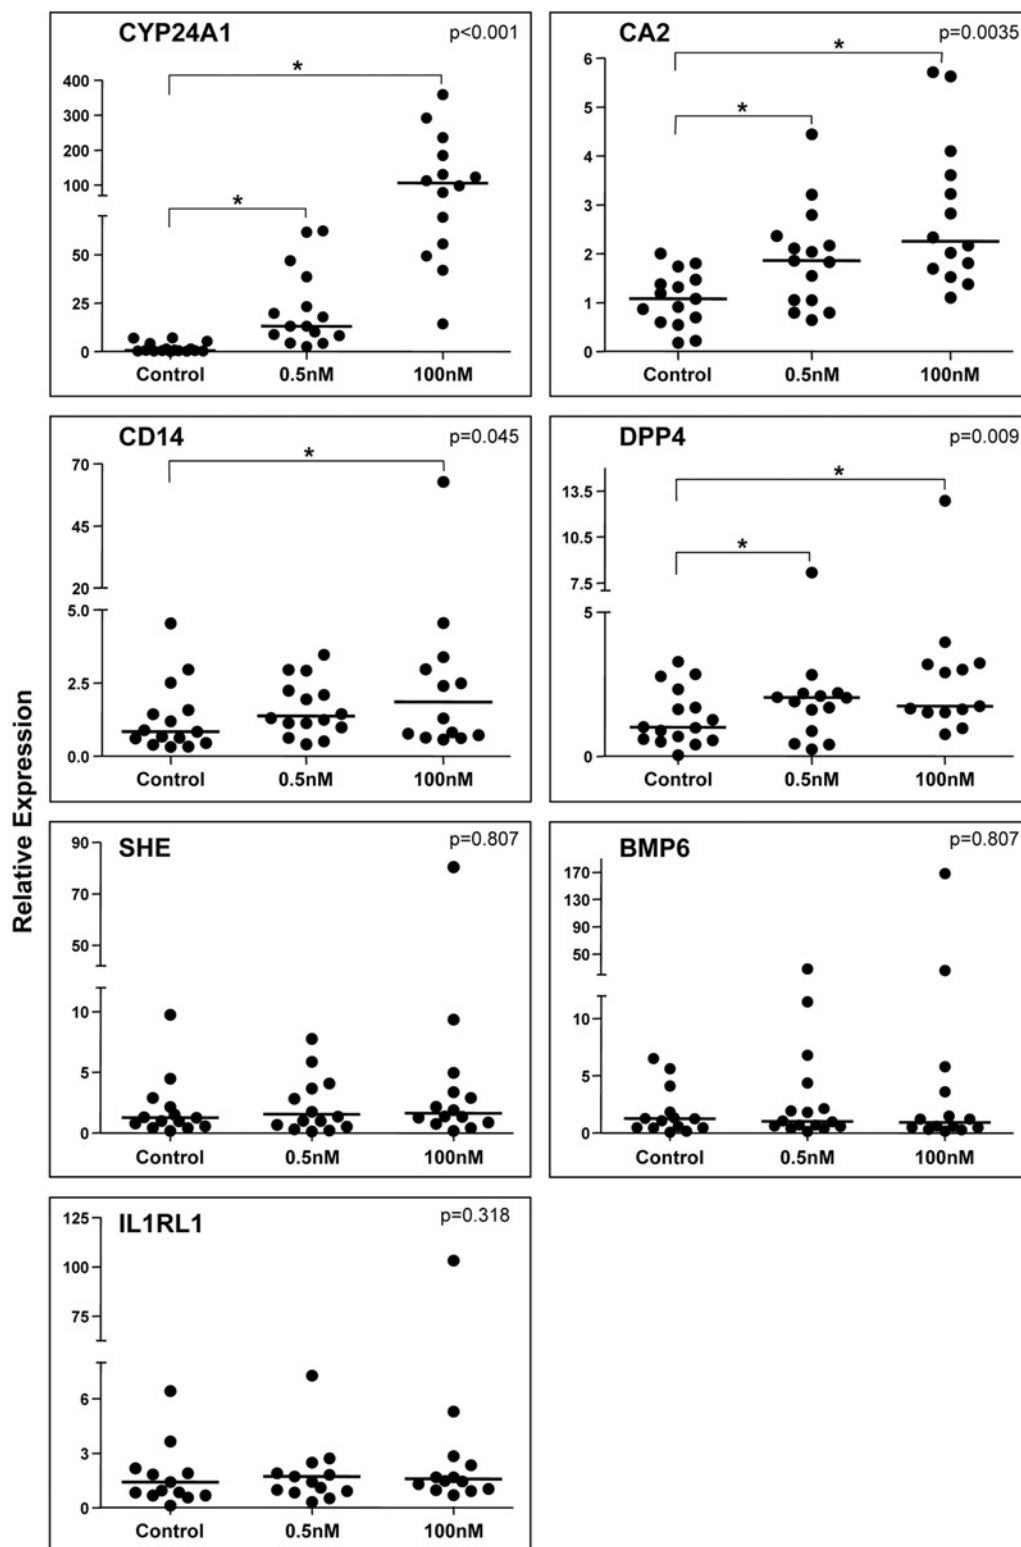 Relative Expression
CYP24A1
p<0.001
*
*
400
300
200
100
50
25
0
Control
0.5nM
100nM
CA2
p=0.0035
*
*
6
5
4
3
2
1
0
Control
0.5nM
100nM
CD14
p=0.045
*
70
45
20
5.0
2.5
0.0
Control
0.5nM
100nM
DPP4
p=0.009
*
*
13.5
10.5
7.5
5
0
Control
0.5nM
100nM
SHE
p=0.807
90
70
50
10
5
0
Control
0.5nM
100nM
BMP6
p=0.807
170
130
90
50
10
5
0
Control
0.5nM
100nM
IL1RL1
p=0.318
125
100
75
6
3
0
Control
0.5nM
100nM